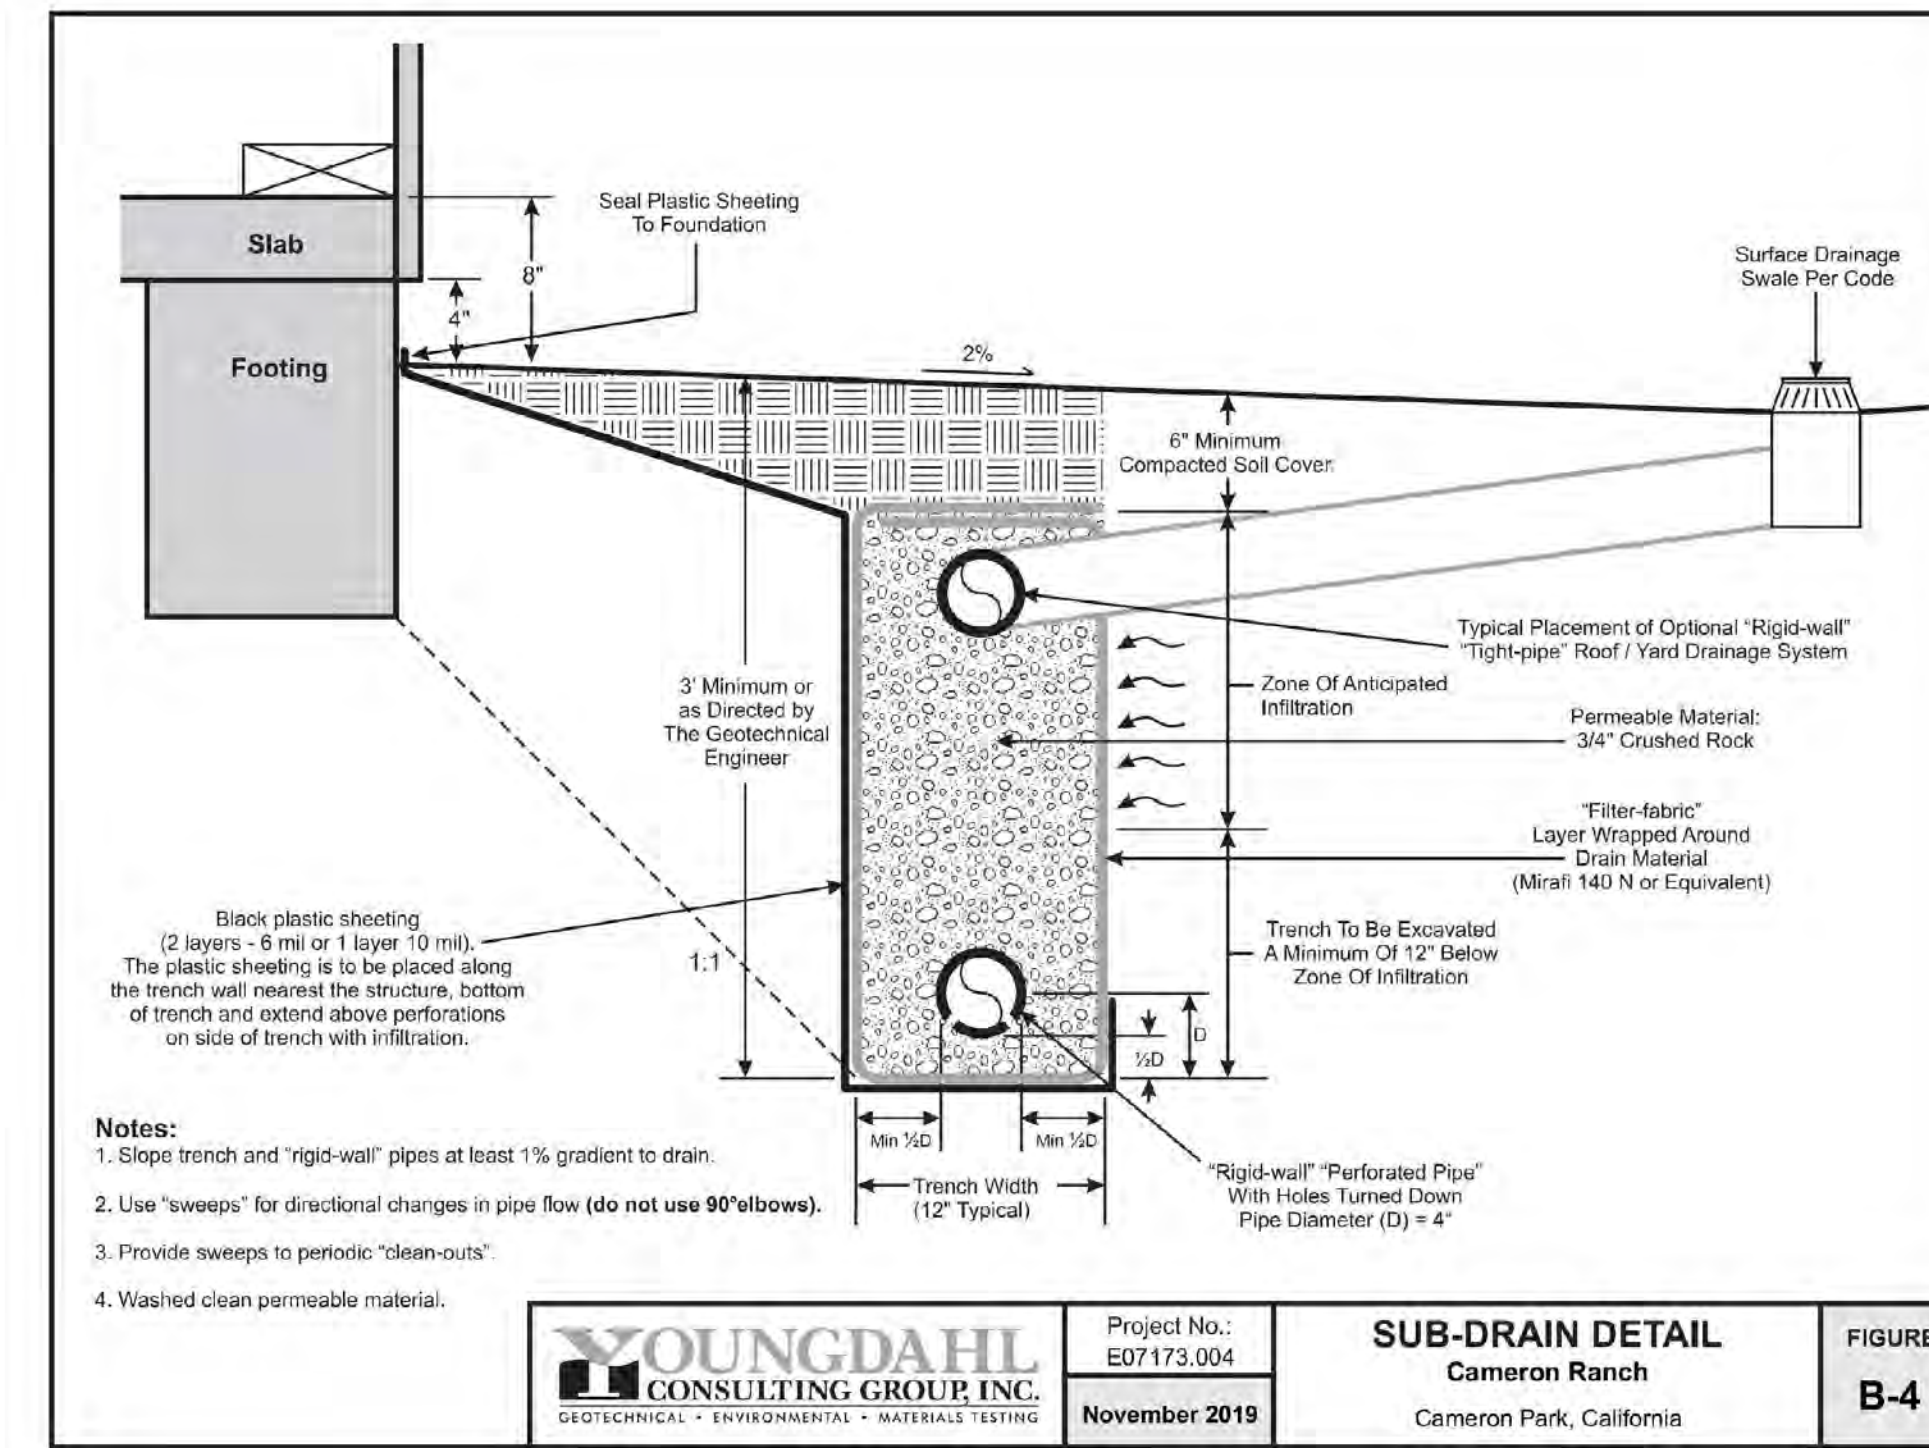 Slab
8"
4"
Footing
Seal Plastic Sheeting
To Foundation
2%
Surface Drainage
Swale Per Code
6" Minimum
Compacted Soil Cover
Typical Placement of Optional “Rigid-wall”
“Tight-pipe” Roof / Yard Drainage System
Zone Of Anticipated
Infiltration
Permeable Material:
3/4" Crushed Rock
3' Minimum or
as Directed by
The Geotechnical
Engineer
“Filter-fabric”
Layer Wrapped Around
Drain Material
(Mirafi 140 N or Equivalent)
Trench To Be Excavated
A Minimum Of 12" Below
Zone Of Infiltration
Black plastic sheeting
(2 layers - 6 mil or 1 layer 10 mil).
The plastic sheeting is to be placed along
the trench wall nearest the structure, bottom
of trench and extend above perforations
on side of trench with infiltration.
1:1
D
½D
Min ½D
Min ½D
Trench Width
(12" Typical)
“Rigid-wall” “Perforated Pipe”
With Holes Turned Down
Pipe Diameter (D) = 4"
Notes:
1. Slope trench and “rigid-wall” pipes at least 1% gradient to drain.
2. Use “sweeps” for directional changes in pipe flow (do not use 90°elbows).
3. Provide sweeps to periodic “clean-outs”.
4. Washed clean permeable material.
YOUNGDAHL
CONSULTING GROUP, INC.
GEOTECHNICAL • ENVIRONMENTAL • MATERIALS TESTING
Project No.:
E07173.004
November 2019
SUB-DRAIN DETAIL
Cameron Ranch
Cameron Park, California
FIGURE
B-4